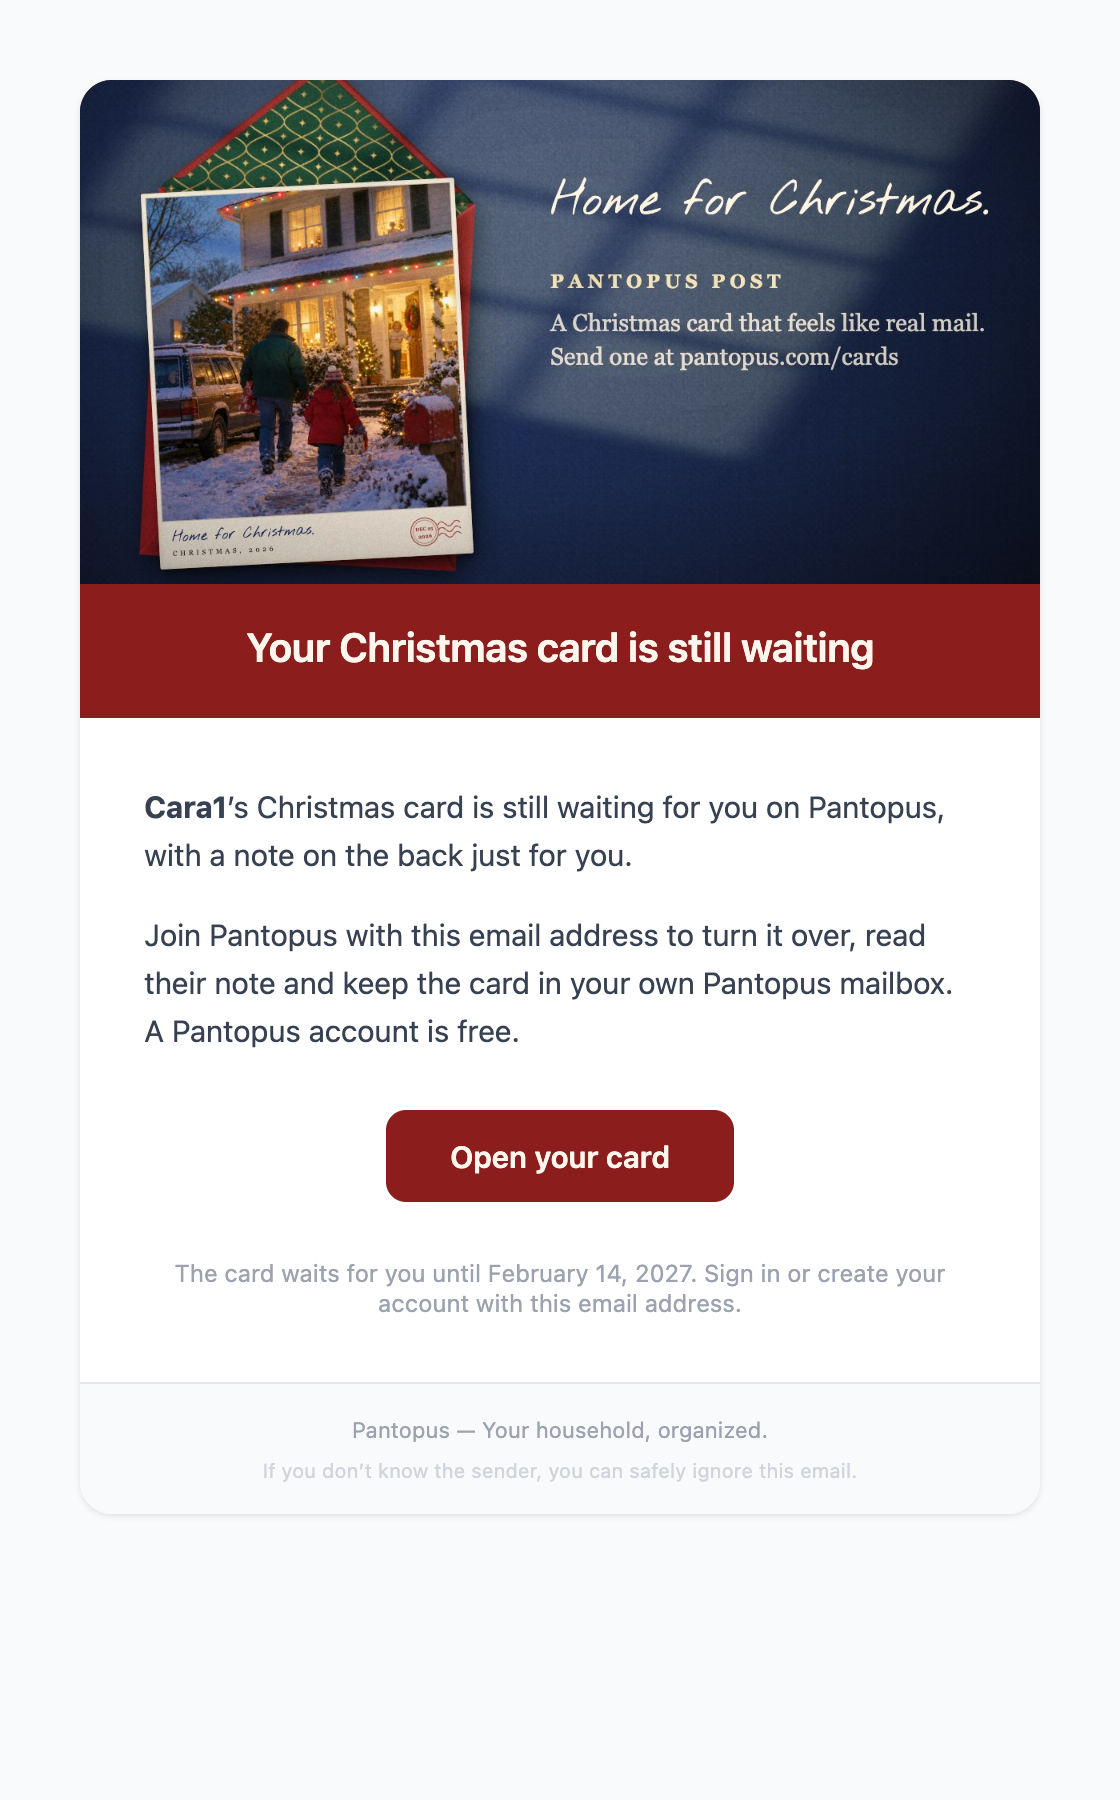 Home for Christmas.
PANTOPUS POST
A Christmas card that feels like real mail.
Send one at pantopus.com/cards
Home for Christmas.
CHRISTMAS, 2026
DEC 25
2026
Your Christmas card is still waiting
Cara1’s Christmas card is still waiting for you on Pantopus,
with a note on the back just for you.
Join Pantopus with this email address to turn it over, read
their note and keep the card in your own Pantopus mailbox.
A Pantopus account is free.
Open your card
The card waits for you until February 14, 2027. Sign in or create your
account with this email address.
Pantopus — Your household, organized.
If you don’t know the sender, you can safely ignore this email.